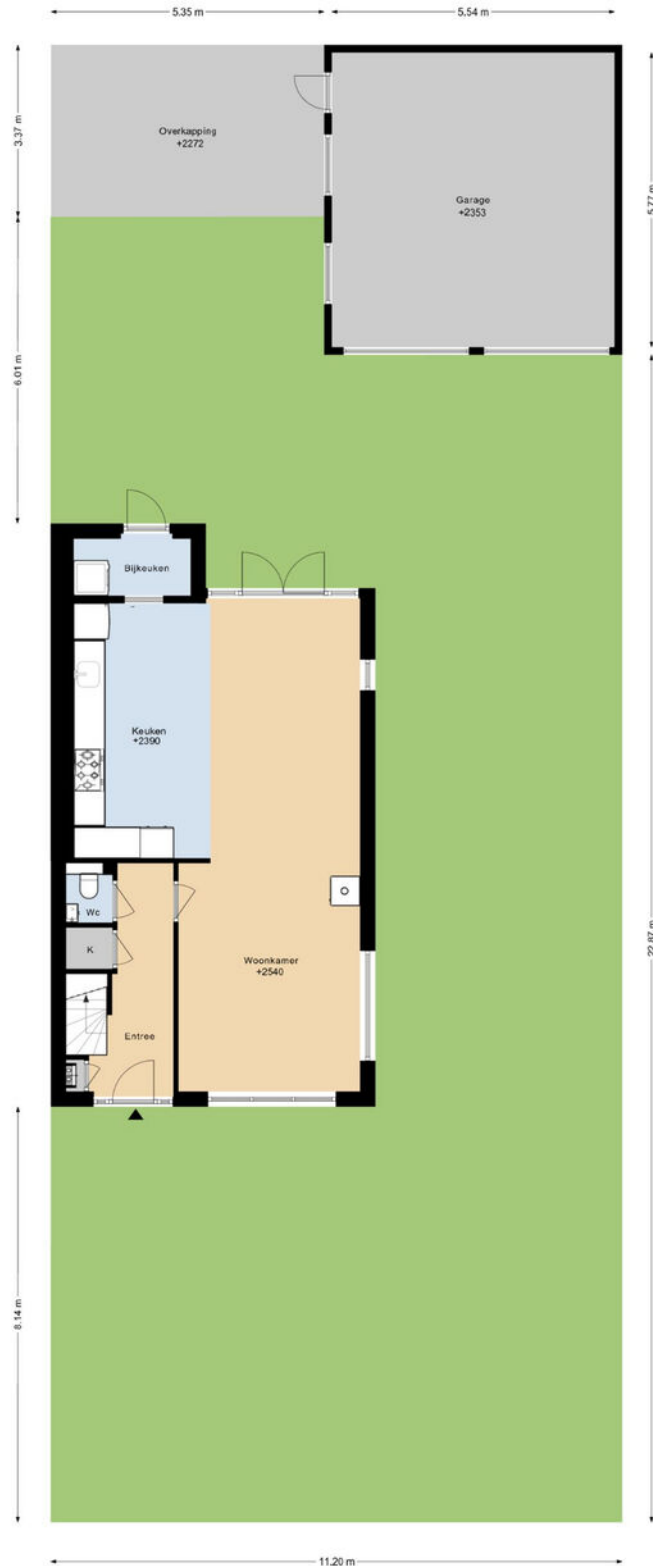 5.35 m
5.54 m
3.37 m
Overkapping
+2272
Garage
+2353
5.77 m
6.01 m
Bijkeuken
Keuken
+2390
Wc
K
Woonkamer
+2540
Entree
22.87 m
8.14 m
11.20 m